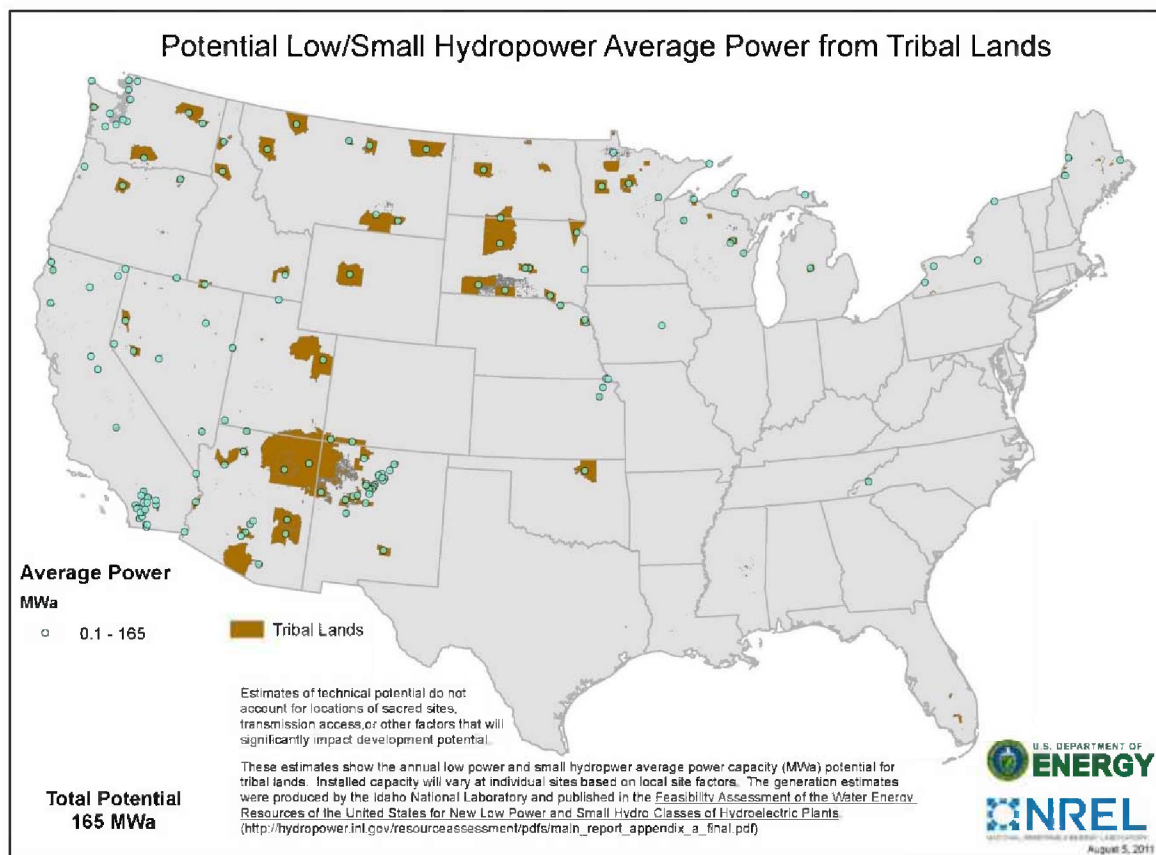 Potential Low/Small Hydropower Average Power from Tribal Lands
Average Power
MWa
0.1 - 165
Tribal Lands
Estimates of technical potential do not
account for locations of sacred sites,
transmission access,or other factors that will
significantly impact development potential.
These estimates show the annual low power and small hydropwer average power capacity (MWa) potential for
tribal lands. Installed capacity will vary at individual sites based on local site factors. The generation estimates
were produced by the Idaho National Laboratory and published in the Feasibility Assessment of the Water Energy
Resources of the United States for New Low Power and Small Hydro Classes of Hydroelectric Plants.
(http://hydropower.inl.gov/resourceassessment/pdfs/main_report_appendix_a_final.pdf)
Total Potential
165 MWa
U.S. DEPARTMENT OF
ENERGY
NREL
NATIONAL RENEWABLE ENERGY LABORATORY
August 5, 2011